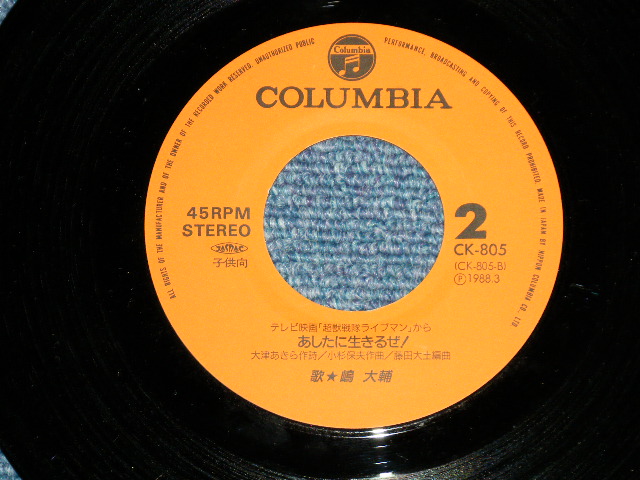 ALL RIGHTS OF THE MANUFACTURER AND OF THE OWNER OF THE RECORDED WORK RESERVED. UNAUTHORIZED PUBLIC PERFORMANCE, BROADCASTING AND COPYING OF THIS RECORD PROHIBITED. MADE IN JAPAN BY NIPPON COLUMBIA CO., LTD
Columbia
COLUMBIA
45RPM
STEREO
JASRAC
子供向
2
CK-805
(CK-805-B)
Ⓟ1988.3
テレビ映画「超獣戦隊ライブマン」から
あしたに生きるぜ!
大津あきら作詩/小杉保夫作曲/藤田大土編曲
歌★嶋 大輔